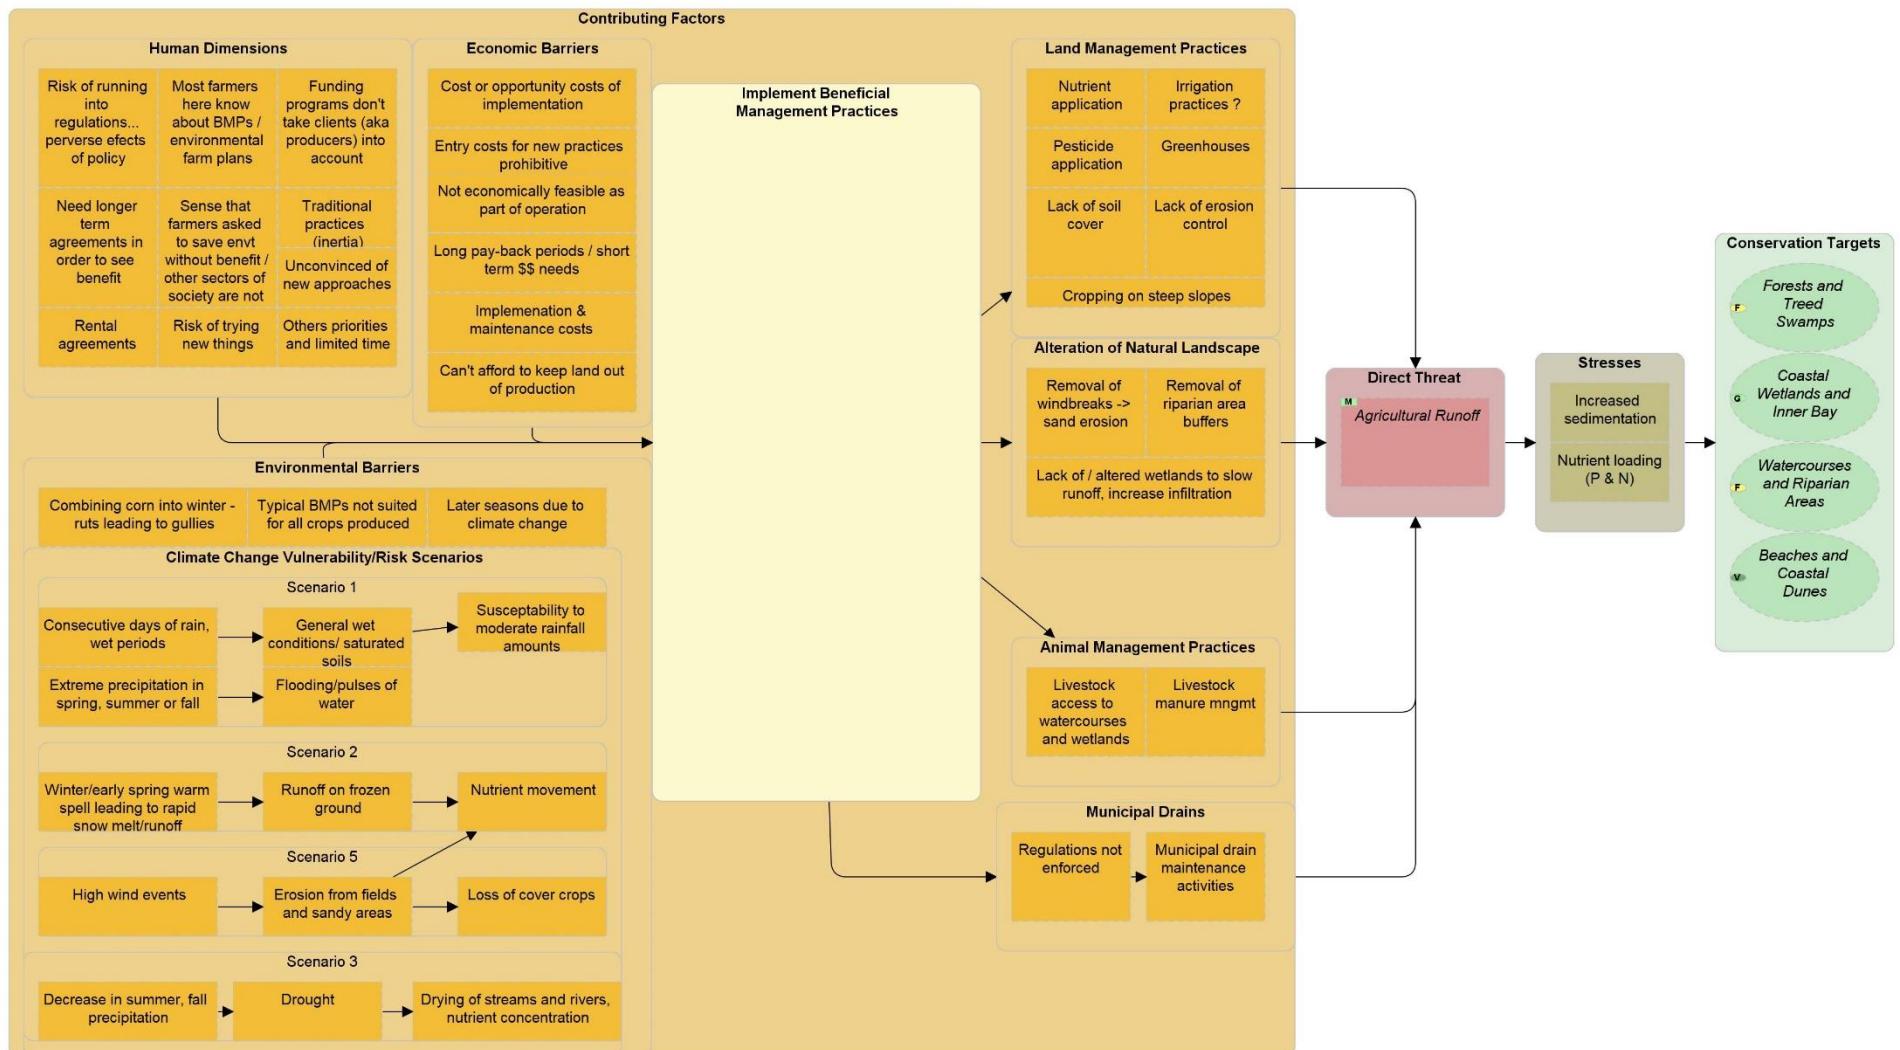 Contributing Factors
Human Dimensions
Risk of running
into
regulations...
perverse efects
of policy
Most farmers
here know
about BMPs /
environmental
farm plans
Funding
programs don't
take clients (aka
producers) into
account
Need longer
term
agreements in
order to see
benefit
Sense that
farmers asked
to save envt
without benefit /
other sectors of
society are not
Traditional
practices
(inertia)
Unconvinced of
new approaches
Rental
agreements
Risk of trying
new things
Others priorities
and limited time
Economic Barriers
Cost or opportunity costs of
implementation
Entry costs for new practices
prohibitive
Not economically feasible as
part of operation
Long pay-back periods / short
term $$ needs
Implemenation &
maintenance costs
Can't afford to keep land out
of production
Environmental Barriers
Combining corn into winter -
ruts leading to gullies
Typical BMPs not suited
for all crops produced
Later seasons due to
climate change
Climate Change Vulnerability/Risk Scenarios
Scenario 1
Consecutive days of rain,
wet periods
General wet
conditions/ saturated
soils
Susceptability to
moderate rainfall
amounts
Extreme precipitation in
spring, summer or fall
Flooding/pulses of
water
Scenario 2
Winter/early spring warm
spell leading to rapid
snow melt/runoff
Runoff on frozen
ground
Nutrient movement
Scenario 5
High wind events
Erosion from fields
and sandy areas
Loss of cover crops
Scenario 3
Decrease in summer, fall
precipitation
Drought
Drying of streams and rivers,
nutrient concentration
Implement Beneficial
Management Practices
Land Management Practices
Nutrient
application
Irrigation
practices ?
Pesticide
application
Greenhouses
Lack of soil
cover
Lack of erosion
control
Cropping on steep slopes
Alteration of Natural Landscape
Removal of
windbreaks ->
sand erosion
Removal of
riparian area
buffers
Lack of / altered wetlands to slow
runoff, increase infiltration
Animal Management Practices
Livestock
access to
watercourses
and wetlands
Livestock
manure mngmt
Municipal Drains
Regulations not
enforced
Municipal drain
maintenance
activities
Direct Threat
M
Agricultural Runoff
Stresses
Increased
sedimentation
Nutrient loading
(P & N)
Conservation Targets
F
Forests and
Treed
Swamps
G
Coastal
Wetlands and
Inner Bay
F
Watercourses
and Riparian
Areas
V
Beaches and
Coastal
Dunes